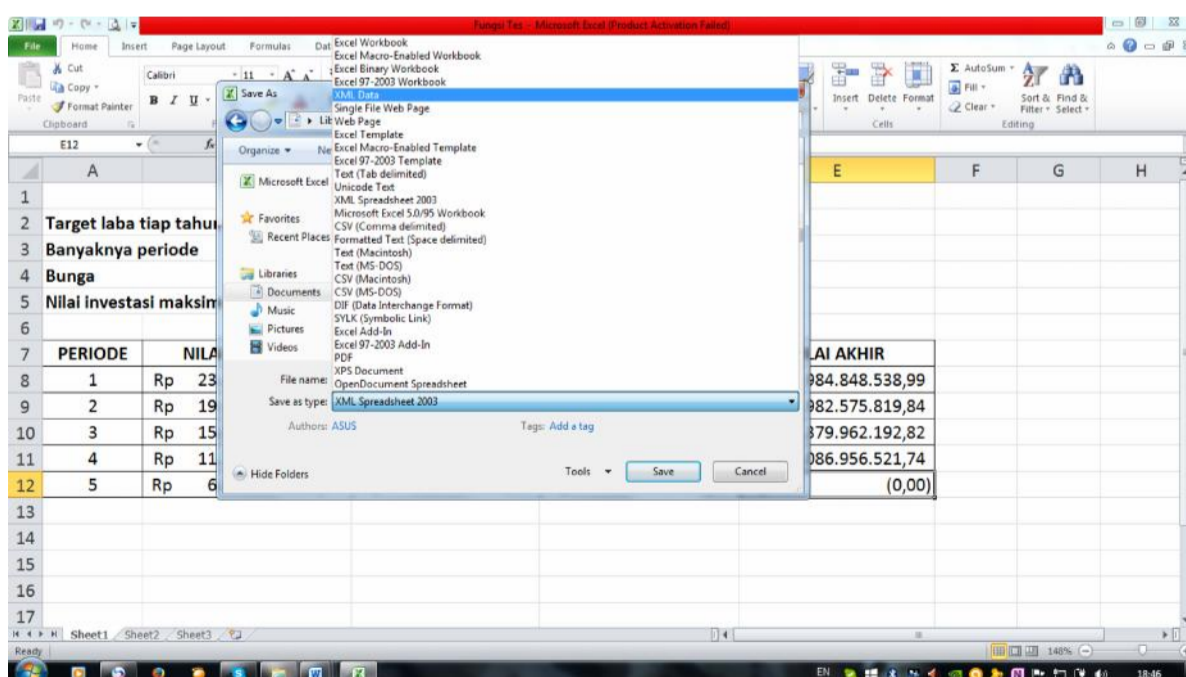 Fungsi Tes - Microsoft Excel (Product Activation Failed)
File Home Insert Page Layout Formulas Dat
Cut
Copy
Format Painter
Paste
Clipboard
Calibri 11 A A
B I U
Insert Delete Format
Cells
AutoSum
Fill
Clear
Sort & Filter
Find & Select
Editing
E12 fx
Save As
Organize Ne
Microsoft Excel
Favorites
Recent Places
Libraries
Documents
Music
Pictures
Videos
Excel Workbook
Excel Macro-Enabled Workbook
Excel Binary Workbook
Excel 97-2003 Workbook
XML Data
Single File Web Page
Web Page
Excel Template
Excel Macro-Enabled Template
Excel 97-2003 Template
Text (Tab delimited)
Unicode Text
XML Spreadsheet 2003
Microsoft Excel 5.0/95 Workbook
CSV (Comma delimited)
Formatted Text (Space delimited)
Text (Macintosh)
Text (MS-DOS)
CSV (Macintosh)
CSV (MS-DOS)
DIF (Data Interchange Format)
SYLK (Symbolic Link)
Excel Add-In
Excel 97-2003 Add-In
PDF
XPS Document
OpenDocument Spreadsheet
File name:
Save as type: XML Spreadsheet 2003
Authors: ASUS Tags: Add a tag
Hide Folders Tools Save Cancel
A E F G H
1
2 Target laba tiap tahu
3 Banyaknya periode
4 Bunga
5 Nilai investasi maksim
6
7 PERIODE NILA LAI AKHIR
8 1 Rp 23 984.848.538,99
9 2 Rp 19 982.575.819,84
10 3 Rp 15 379.962.192,82
11 4 Rp 11 086.956.521,74
12 5 Rp 6 (0,00)
13
14
15
16
17
Sheet1 Sheet2 Sheet3
Ready 148%
EN 18:46